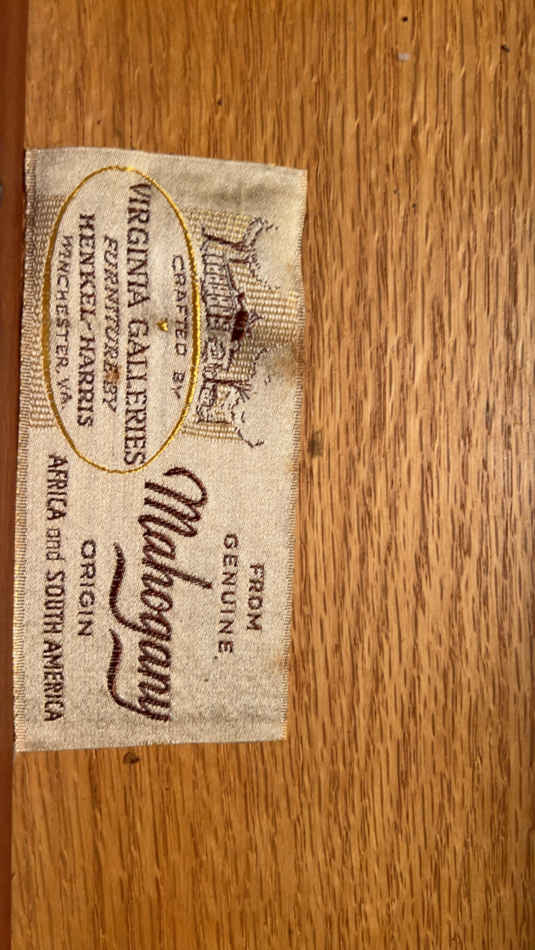 CRAFTED BY
VIRGINIA GALLERIES
FURNITURE BY
HENKEL-HARRIS
WINCHESTER, VA.
FROM
GENUINE
Mahogany
ORIGIN
AFRICA and SOUTH AMERICA